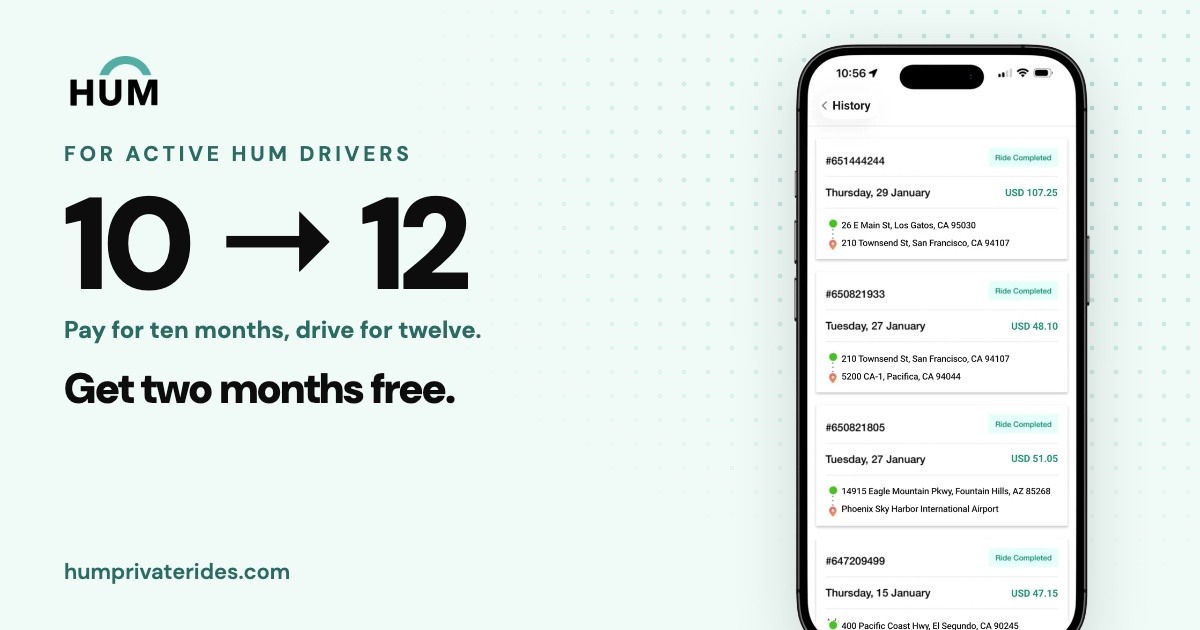 HUM
FOR ACTIVE HUM DRIVERS
10 → 12
Pay for ten months, drive for twelve.
Get two months free.
humprivaterides.com
10:56
History
#651444244
Ride Completed
Thursday, 29 January
USD 107.25
26 E Main St, Los Gatos, CA 95030
210 Townsend St, San Francisco, CA 94107
#650821933
Ride Completed
Tuesday, 27 January
USD 48.10
210 Townsend St, San Francisco, CA 94107
5200 CA-1, Pacifica, CA 94044
#650821805
Ride Completed
Tuesday, 27 January
USD 51.05
14915 Eagle Mountain Pkwy, Fountain Hills, AZ 85268
Phoenix Sky Harbor International Airport
#647209499
Ride Completed
Thursday, 15 January
USD 47.15
400 Pacific Coast Hwy, El Segundo, CA 90245